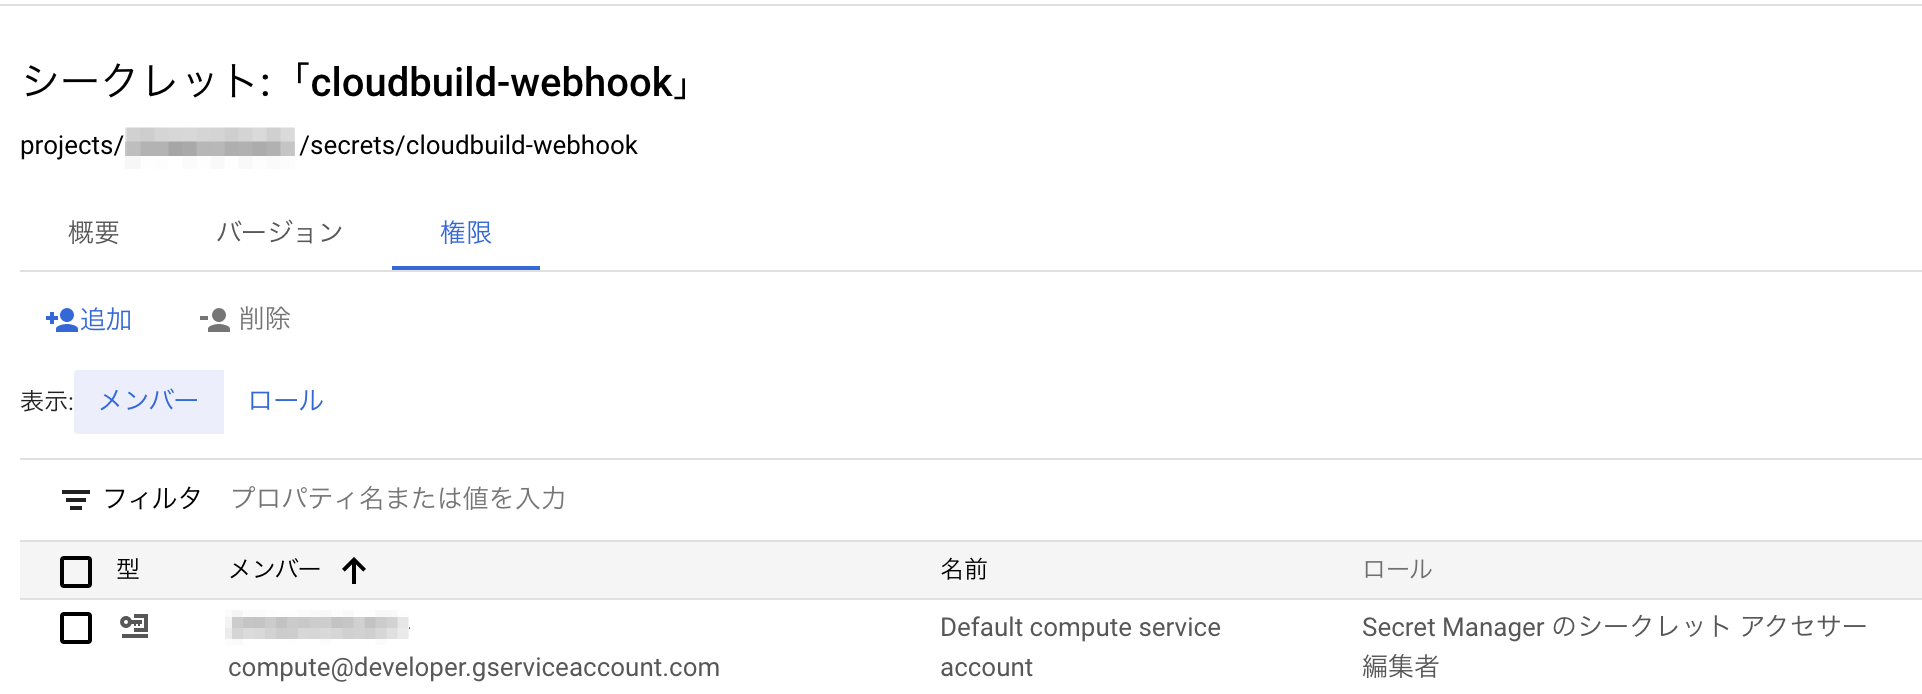 シークレット:「cloudbuild-webhook」
projects/ /secrets/cloudbuild-webhook
概要 バージョン 権限
追加 削除
表示: メンバー ロール
フィルタ プロパティ名または値を入力
型 メンバー 名前 ロール
Default compute service Secret Manager のシークレット アクセサー
compute@developer.gserviceaccount.com account 編集者